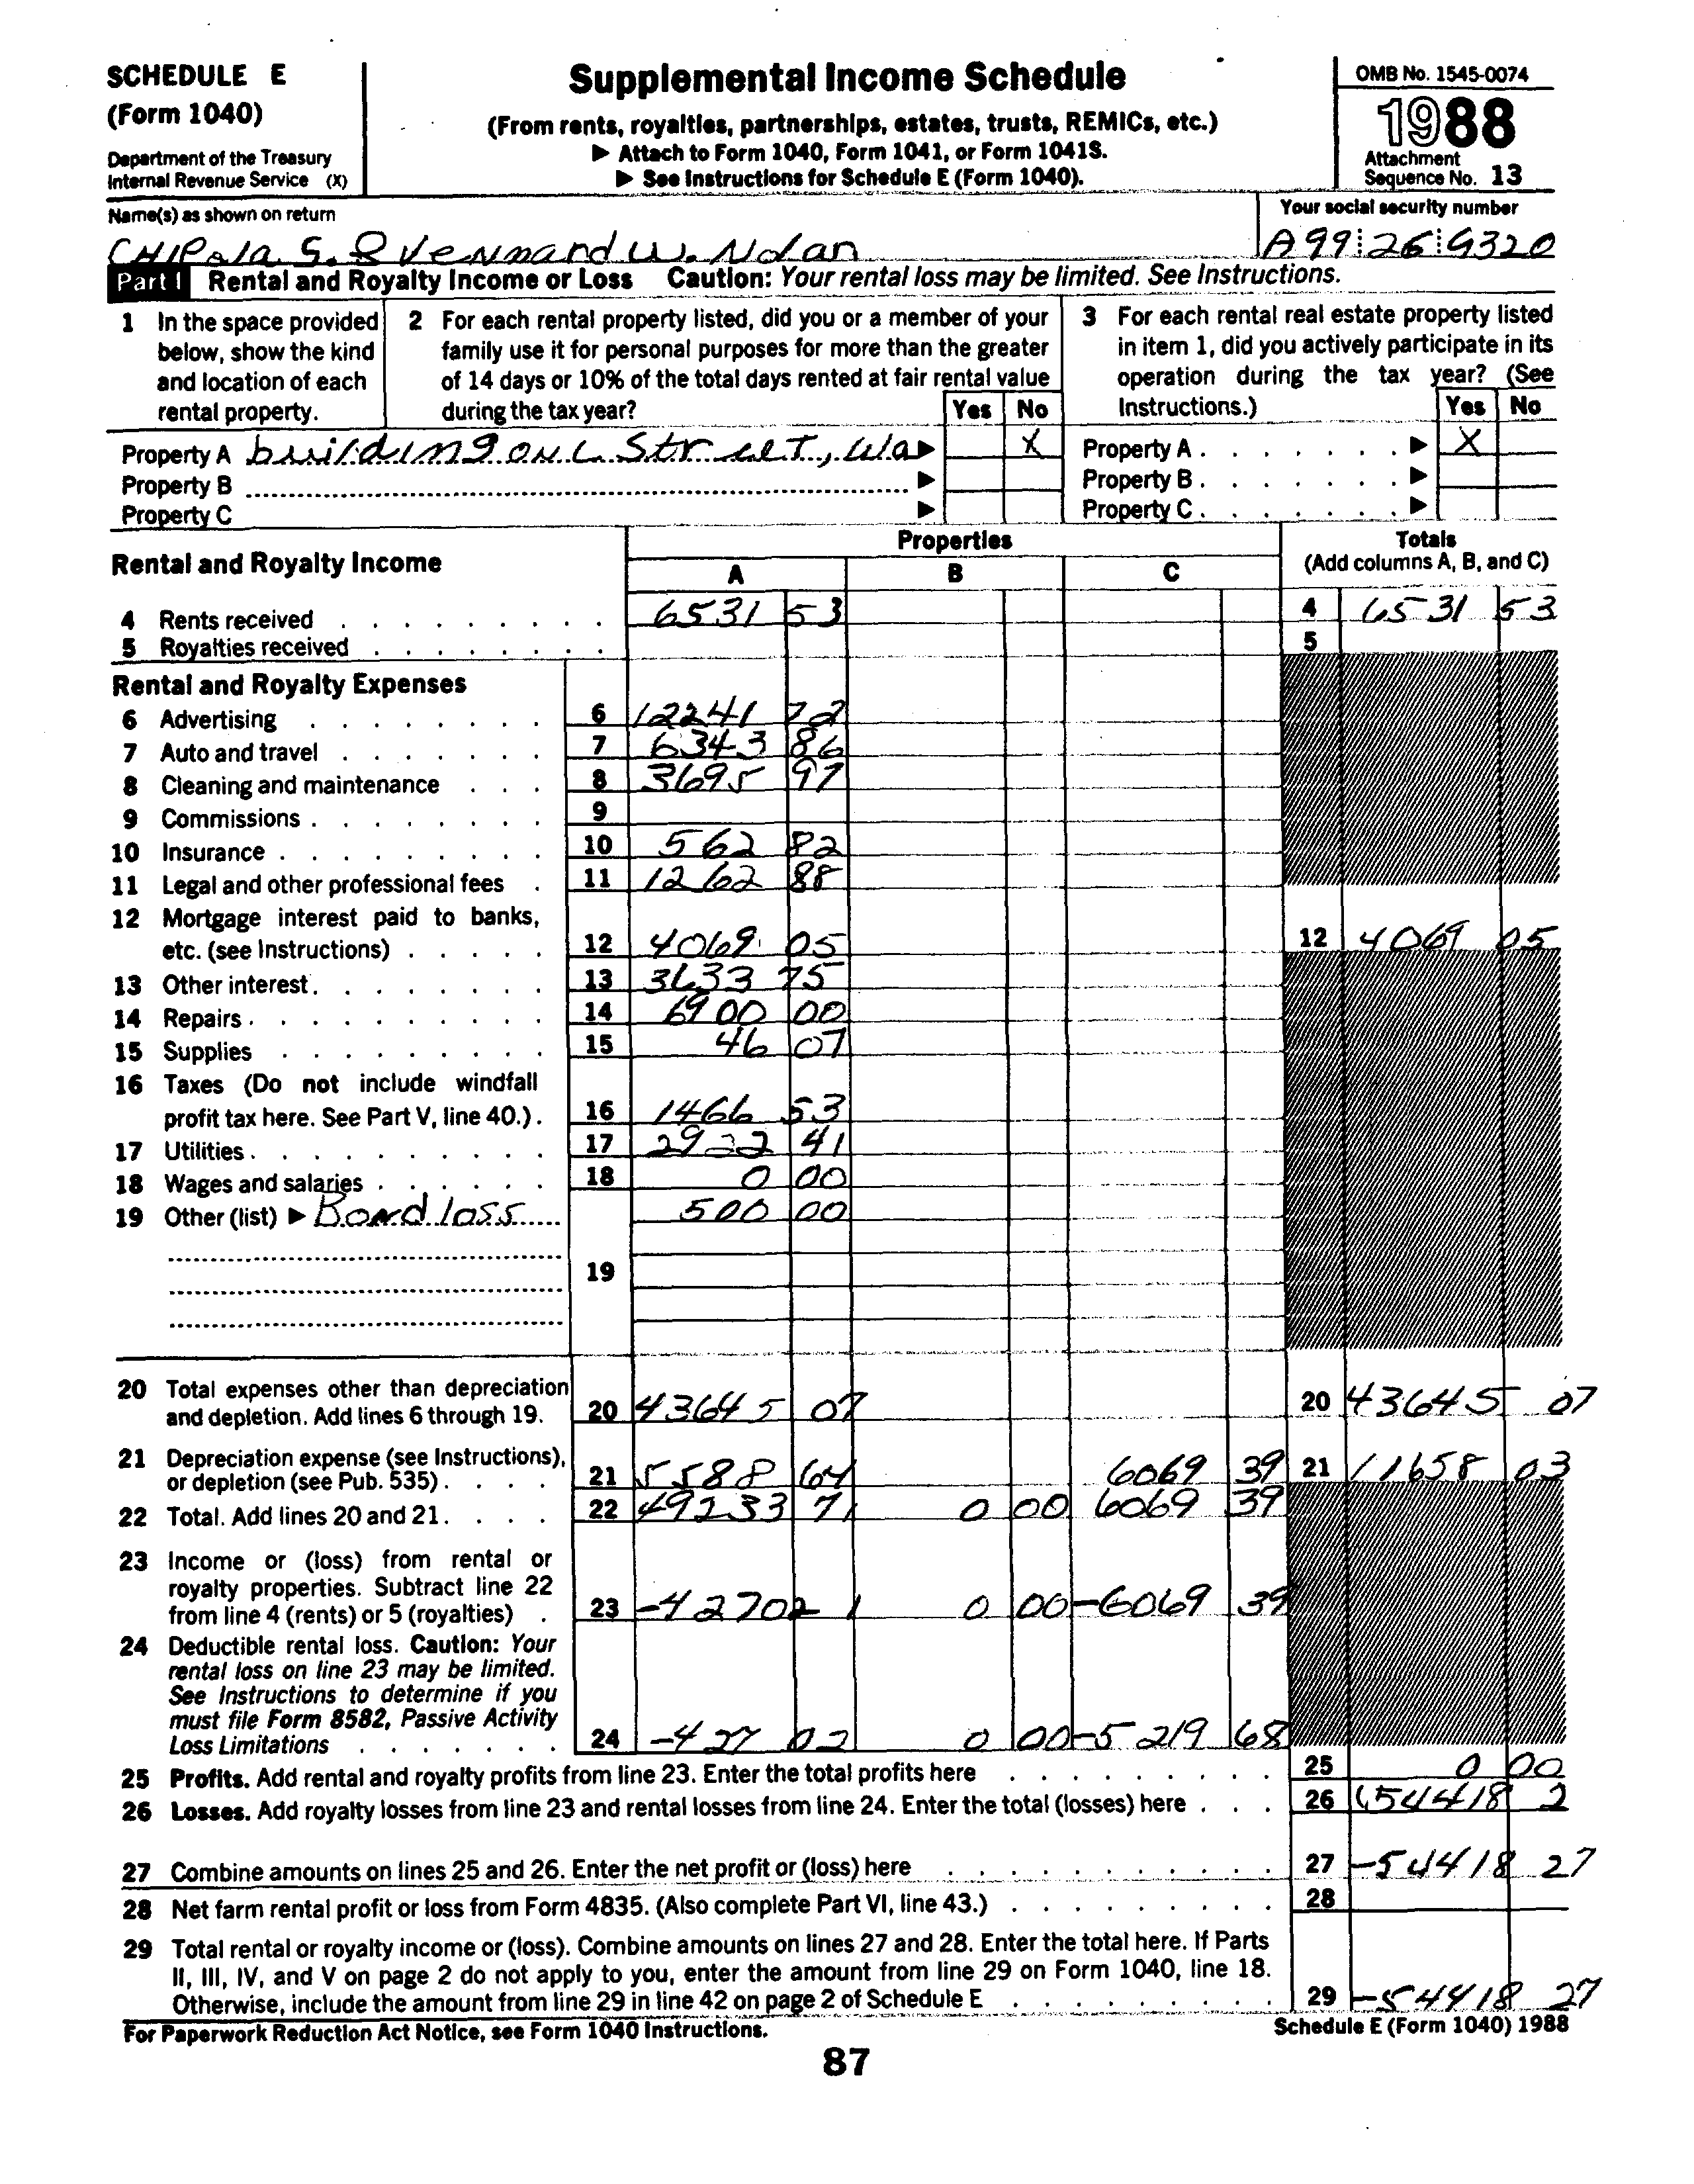 SCHEDULE E
(Form 1040)
Department of the Treasury
Internal Revenue Service (X)
Supplemental Income Schedule
(From rents, royalties, partnerships, estates, trusts, REMICs, etc.)
▶ Attach to Form 1040, Form 1041, or Form 1041S.
▶ See Instructions for Schedule E (Form 1040).
OMB No. 1545-0074
1988
Attachment
Sequence No. 13
Name(s) as shown on return
Your social security number
S. & Vennard W. Nolan
A99 26 9320
Part I Rental and Royalty Income or Loss Caution: Your rental loss may be limited. See Instructions.
1 In the space provided
below, show the kind
and location of each
rental property.
2 For each rental property listed, did you or a member of your
family use it for personal purposes for more than the greater
of 14 days or 10% of the total days rented at fair rental value
during the tax year? Yes No
3 For each rental real estate property listed
in item 1, did you actively participate in its
operation during the tax year? (See
Instructions.) Yes No
Property A building on L Street, Wa ▶ X
Property B ▶
Property C ▶
Property A . . . . . . . ▶ X
Property B . . . . . . . ▶
Property C . . . . . . . ▶
Rental and Royalty Income
Properties
A B C
Totals
(Add columns A, B, and C)
4 Rents received . . . . . . . . . 6531 53 4 6531 53
5 Royalties received . . . . . . . . 5
Rental and Royalty Expenses
6 Advertising . . . . . . . . 6 12241 72
7 Auto and travel . . . . . . . 7 6343 86
8 Cleaning and maintenance . . . 8 3695 97
9 Commissions . . . . . . . . 9
10 Insurance . . . . . . . . . 10 562 82
11 Legal and other professional fees . 11 1262 88
12 Mortgage interest paid to banks,
etc. (see Instructions) . . . . . 12 4069 05 12 4069 05
13 Other interest . . . . . . . . 13 3633 75
14 Repairs . . . . . . . . . . 14 6900 00
15 Supplies . . . . . . . . . 15 46 07
16 Taxes (Do not include windfall
profit tax here. See Part V, line 40.) . 16 1466 53
17 Utilities . . . . . . . . . . 17 2922 41
18 Wages and salaries . . . . . . 18 0 00
19 Other (list) ▶ Bond loss 500 00
19
20 Total expenses other than depreciation
and depletion. Add lines 6 through 19. 20 43645 07 20 43645 07
21 Depreciation expense (see Instructions),
or depletion (see Pub. 535) . . . . 21 5588 64 6069 39 21 11658 03
22 Total. Add lines 20 and 21 . . . . 22 49233 71 0 00 6069 39
23 Income or (loss) from rental or
royalty properties. Subtract line 22
from line 4 (rents) or 5 (royalties) . 23 -42702 1 0 00 -6069 39
24 Deductible rental loss. Caution: Your
rental loss on line 23 may be limited.
See Instructions to determine if you
must file Form 8582, Passive Activity
Loss Limitations . . . . . . . 24 -427 02 0 00 -5219 68
25 Profits. Add rental and royalty profits from line 23. Enter the total profits here . . . . . . . . . 25 0 00
26 Losses. Add royalty losses from line 23 and rental losses from line 24. Enter the total (losses) here . . . 26 (54418 2
27 Combine amounts on lines 25 and 26. Enter the net profit or (loss) here . . . . . . . . . . . 27 -54418 27
28 Net farm rental profit or loss from Form 4835. (Also complete Part VI, line 43.) . . . . . . . . . 28
29 Total rental or royalty income or (loss). Combine amounts on lines 27 and 28. Enter the total here. If Parts
II, III, IV, and V on page 2 do not apply to you, enter the amount from line 29 on Form 1040, line 18.
Otherwise, include the amount from line 29 in line 42 on page 2 of Schedule E . . . . . . . . . 29 -54418 27
For Paperwork Reduction Act Notice, see Form 1040 Instructions.
Schedule E (Form 1040) 1988
87